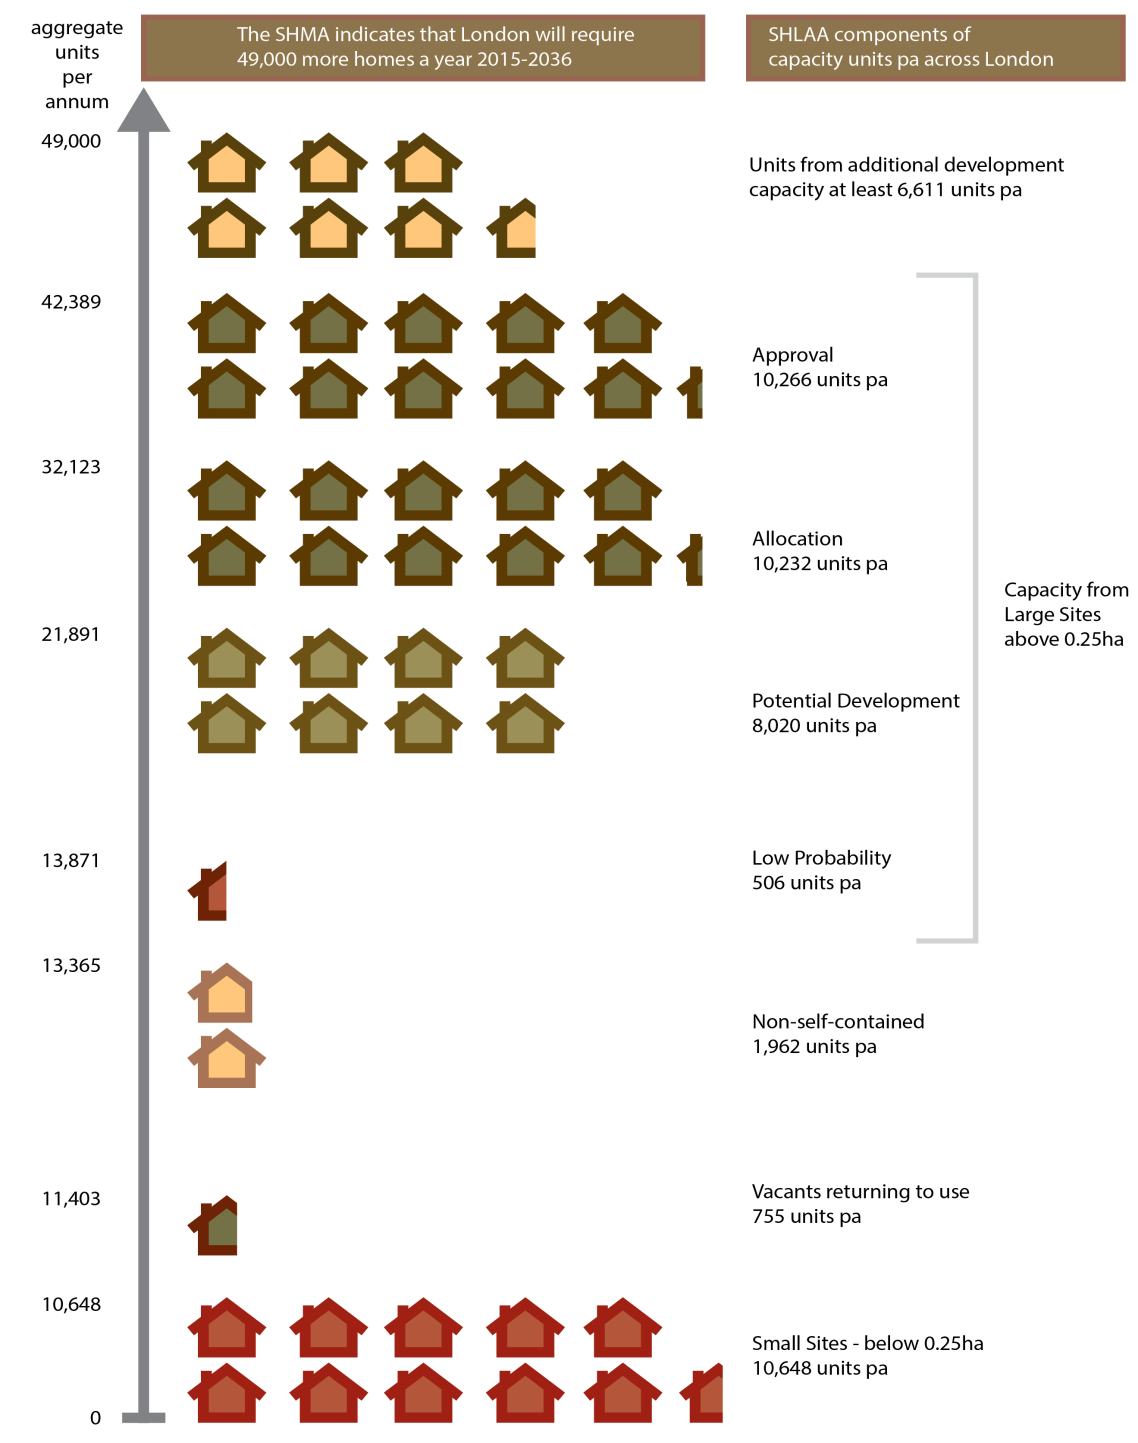 aggregate
units
per
annum
The SHMA indicates that London will require
49,000 more homes a year 2015-2036
SHLAA components of
capacity units pa across London
49,000
Units from additional development
capacity at least 6,611 units pa
42,389
Approval
10,266 units pa
32,123
Allocation
10,232 units pa
Capacity from
Large Sites
above 0.25ha
21,891
Potential Development
8,020 units pa
13,871
Low Probability
506 units pa
13,365
Non-self-contained
1,962 units pa
11,403
Vacants returning to use
755 units pa
10,648
Small Sites - below 0.25ha
10,648 units pa
0